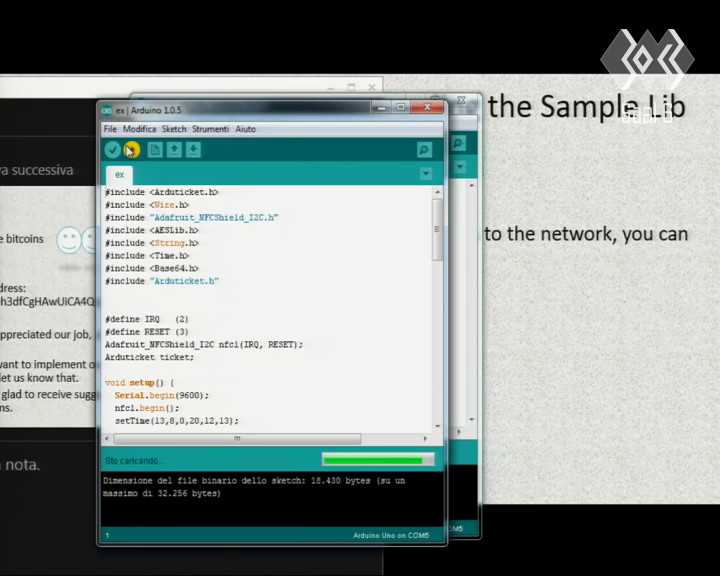 the Sample Lib
to the network, you can
va successiva
e bitcoins
dress:
h3dfCgHAwUiCA4Q
ppreciated our job,
vant to implement o
let us know that.
glad to receive sugg
ms.
nota.
ex | Arduino 1.0.5
File Modifica Sketch Strumenti Aiuto
ex
#include <Arduticket.h>
#include <Wire.h>
#include "Adafruit_NFCShield_I2C.h"
#include <AESLib.h>
#include <String.h>
#include <Time.h>
#include <Base64.h>
#include "Arduticket.h"
#define IRQ (2)
#define RESET (3)
Adafruit_NFCShield_I2C nfc1(IRQ, RESET);
Arduticket ticket;
void setup() {
Serial.begin(9600);
nfc1.begin();
setTime(13,8,0,20,12,13);
Sto caricando...
Dimensione del file binario dello sketch: 18.430 bytes (su un
massimo di 32.256 bytes)
1
Arduino Uno on COM5
OM5